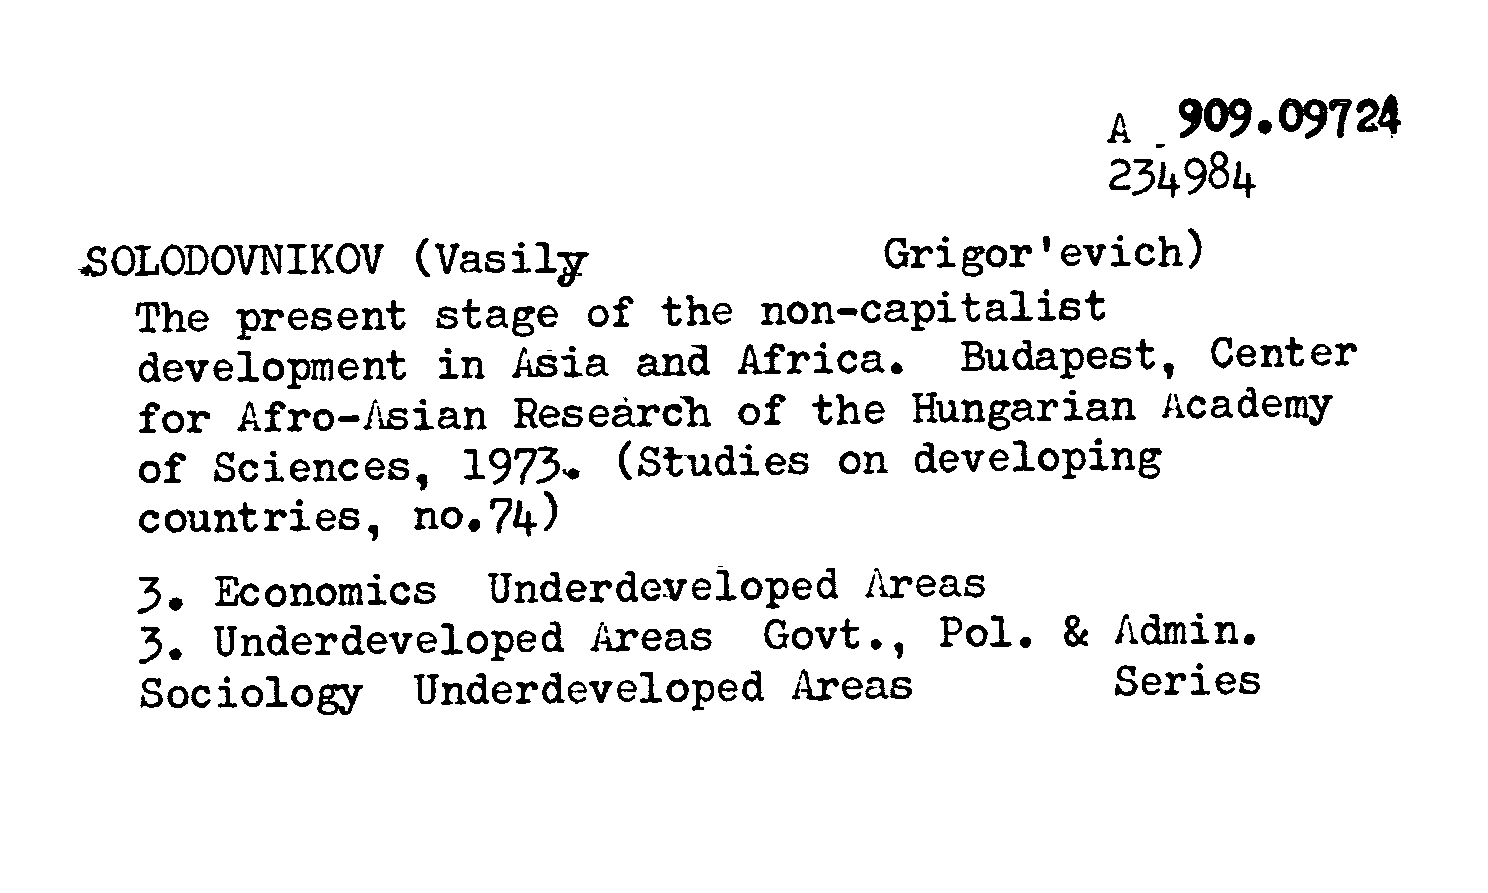 A 909.09724
234984
SOLODOVNIKOV (Vasily Grigor'evich)
The present stage of the non-capitalist
development in Asia and Africa. Budapest, Center
for Afro-Asian Research of the Hungarian Academy
of Sciences, 1973. (Studies on developing
countries, no.74)
3. Economics Underdeveloped Areas
3. Underdeveloped Areas Govt., Pol. & Admin.
Sociology Underdeveloped Areas Series